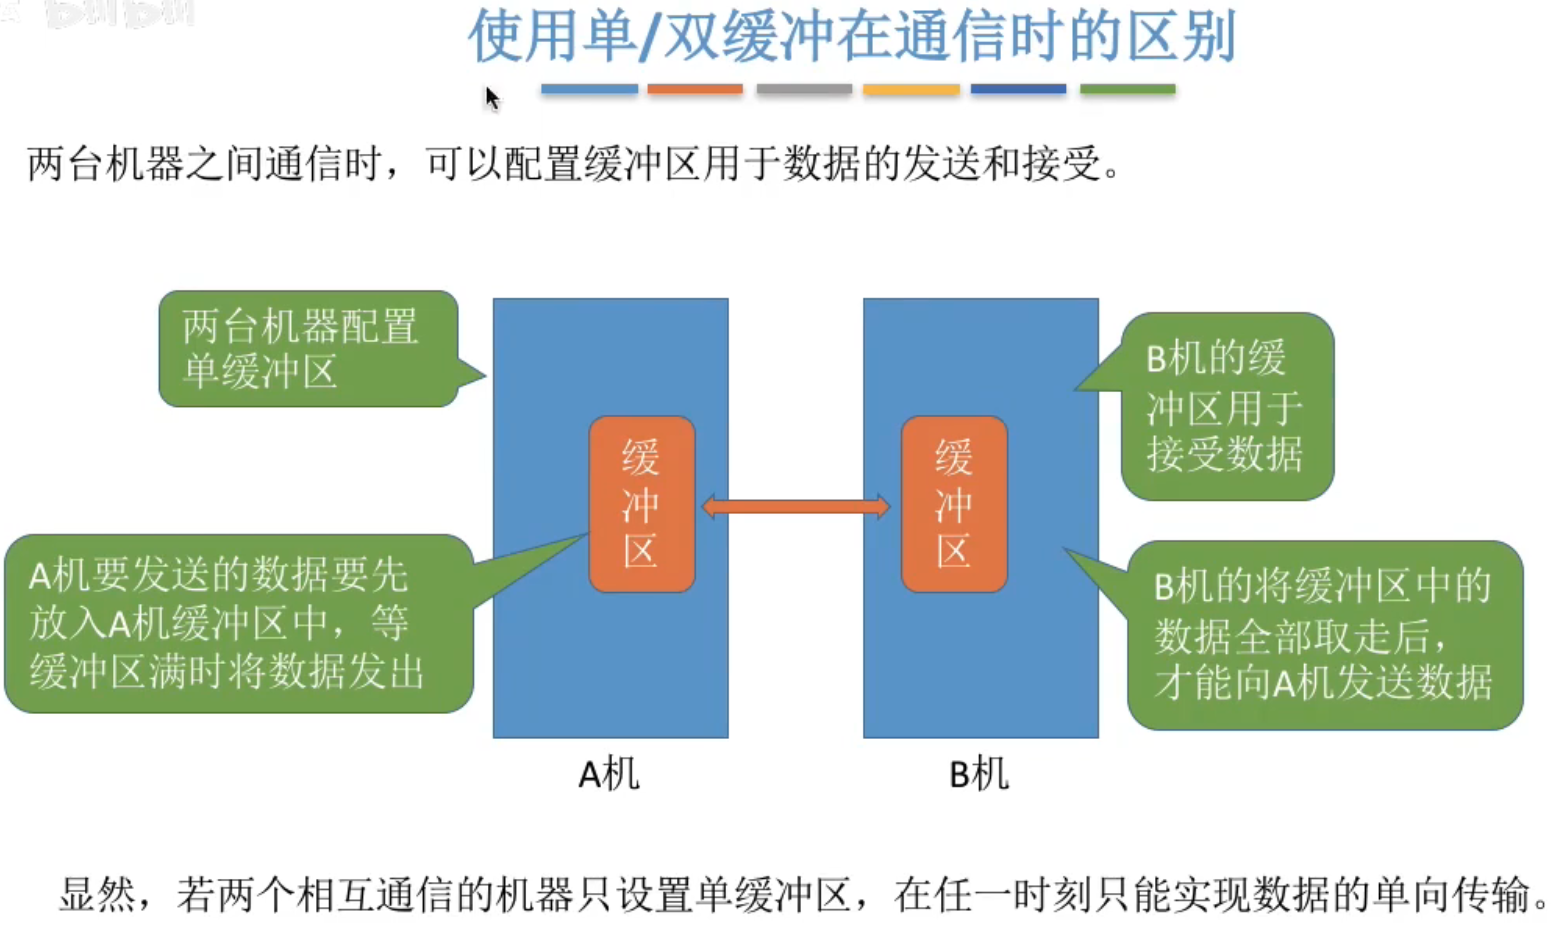 bilibili
使用单/双缓冲在通信时的区别
两台机器之间通信时，可以配置缓冲区用于数据的发送和接受。
两台机器配置
单缓冲区
B机的缓
冲区用于
接受数据
缓
冲
区
缓
冲
区
A机要发送的数据要先
放入A机缓冲区中，等
缓冲区满时将数据发出
B机的将缓冲区中的
数据全部取走后，
才能向A机发送数据
A机
B机
显然，若两个相互通信的机器只设置单缓冲区，在任一时刻只能实现数据的单向传输。